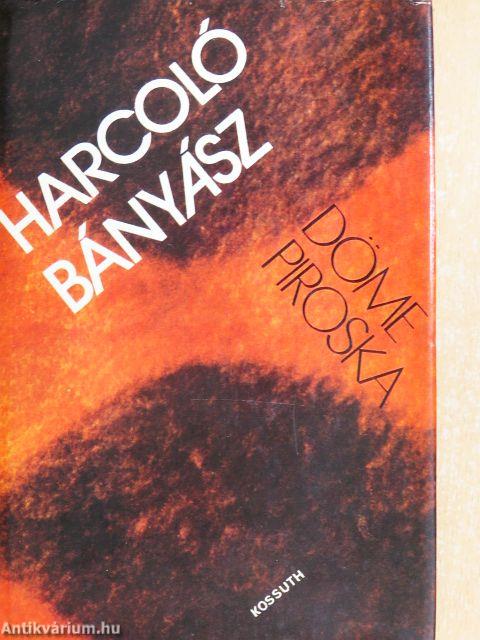 HARCOLÓ
BÁNYÁSZ
DÖME
PIROSKA
KOSSUTH
Antikvárium.hu